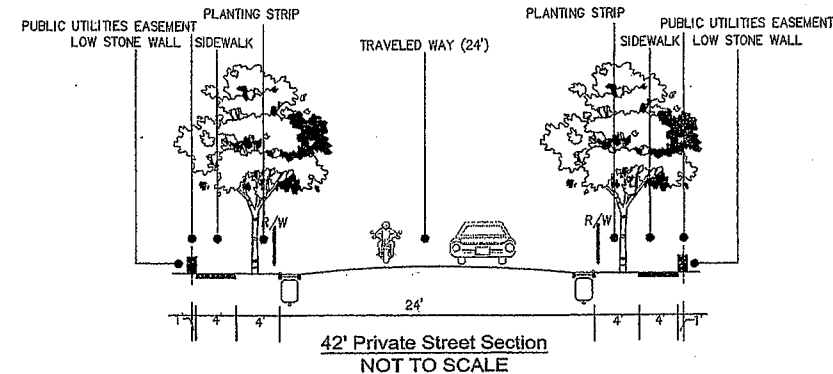 PUBLIC UTILITIES EASEMENT
LOW STONE WALL
SIDEWALK
PLANTING STRIP
TRAVELED WAY (24')
PLANTING STRIP
SIDEWALK
PUBLIC UTILITIES EASEMENT
LOW STONE WALL
R/W
R/W
1'
4'
4'
24'
4'
4'
1'
42' Private Street Section
NOT TO SCALE